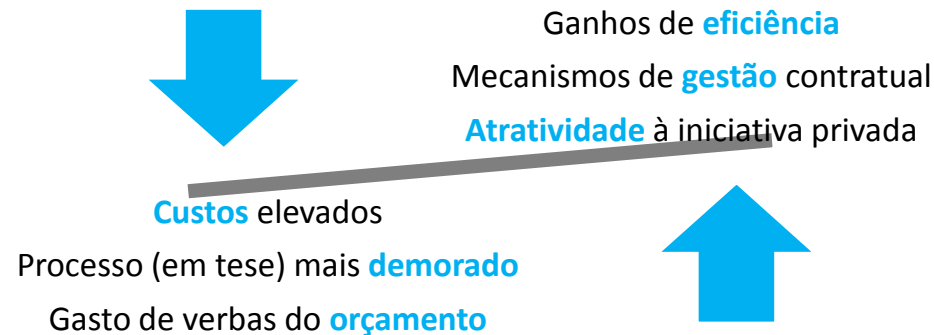 Ganhos de eficiência
Mecanismos de gestão contratual
Atratividade à iniciativa privada
Custos elevados
Processo (em tese) mais demorado
Gasto de verbas do orçamento